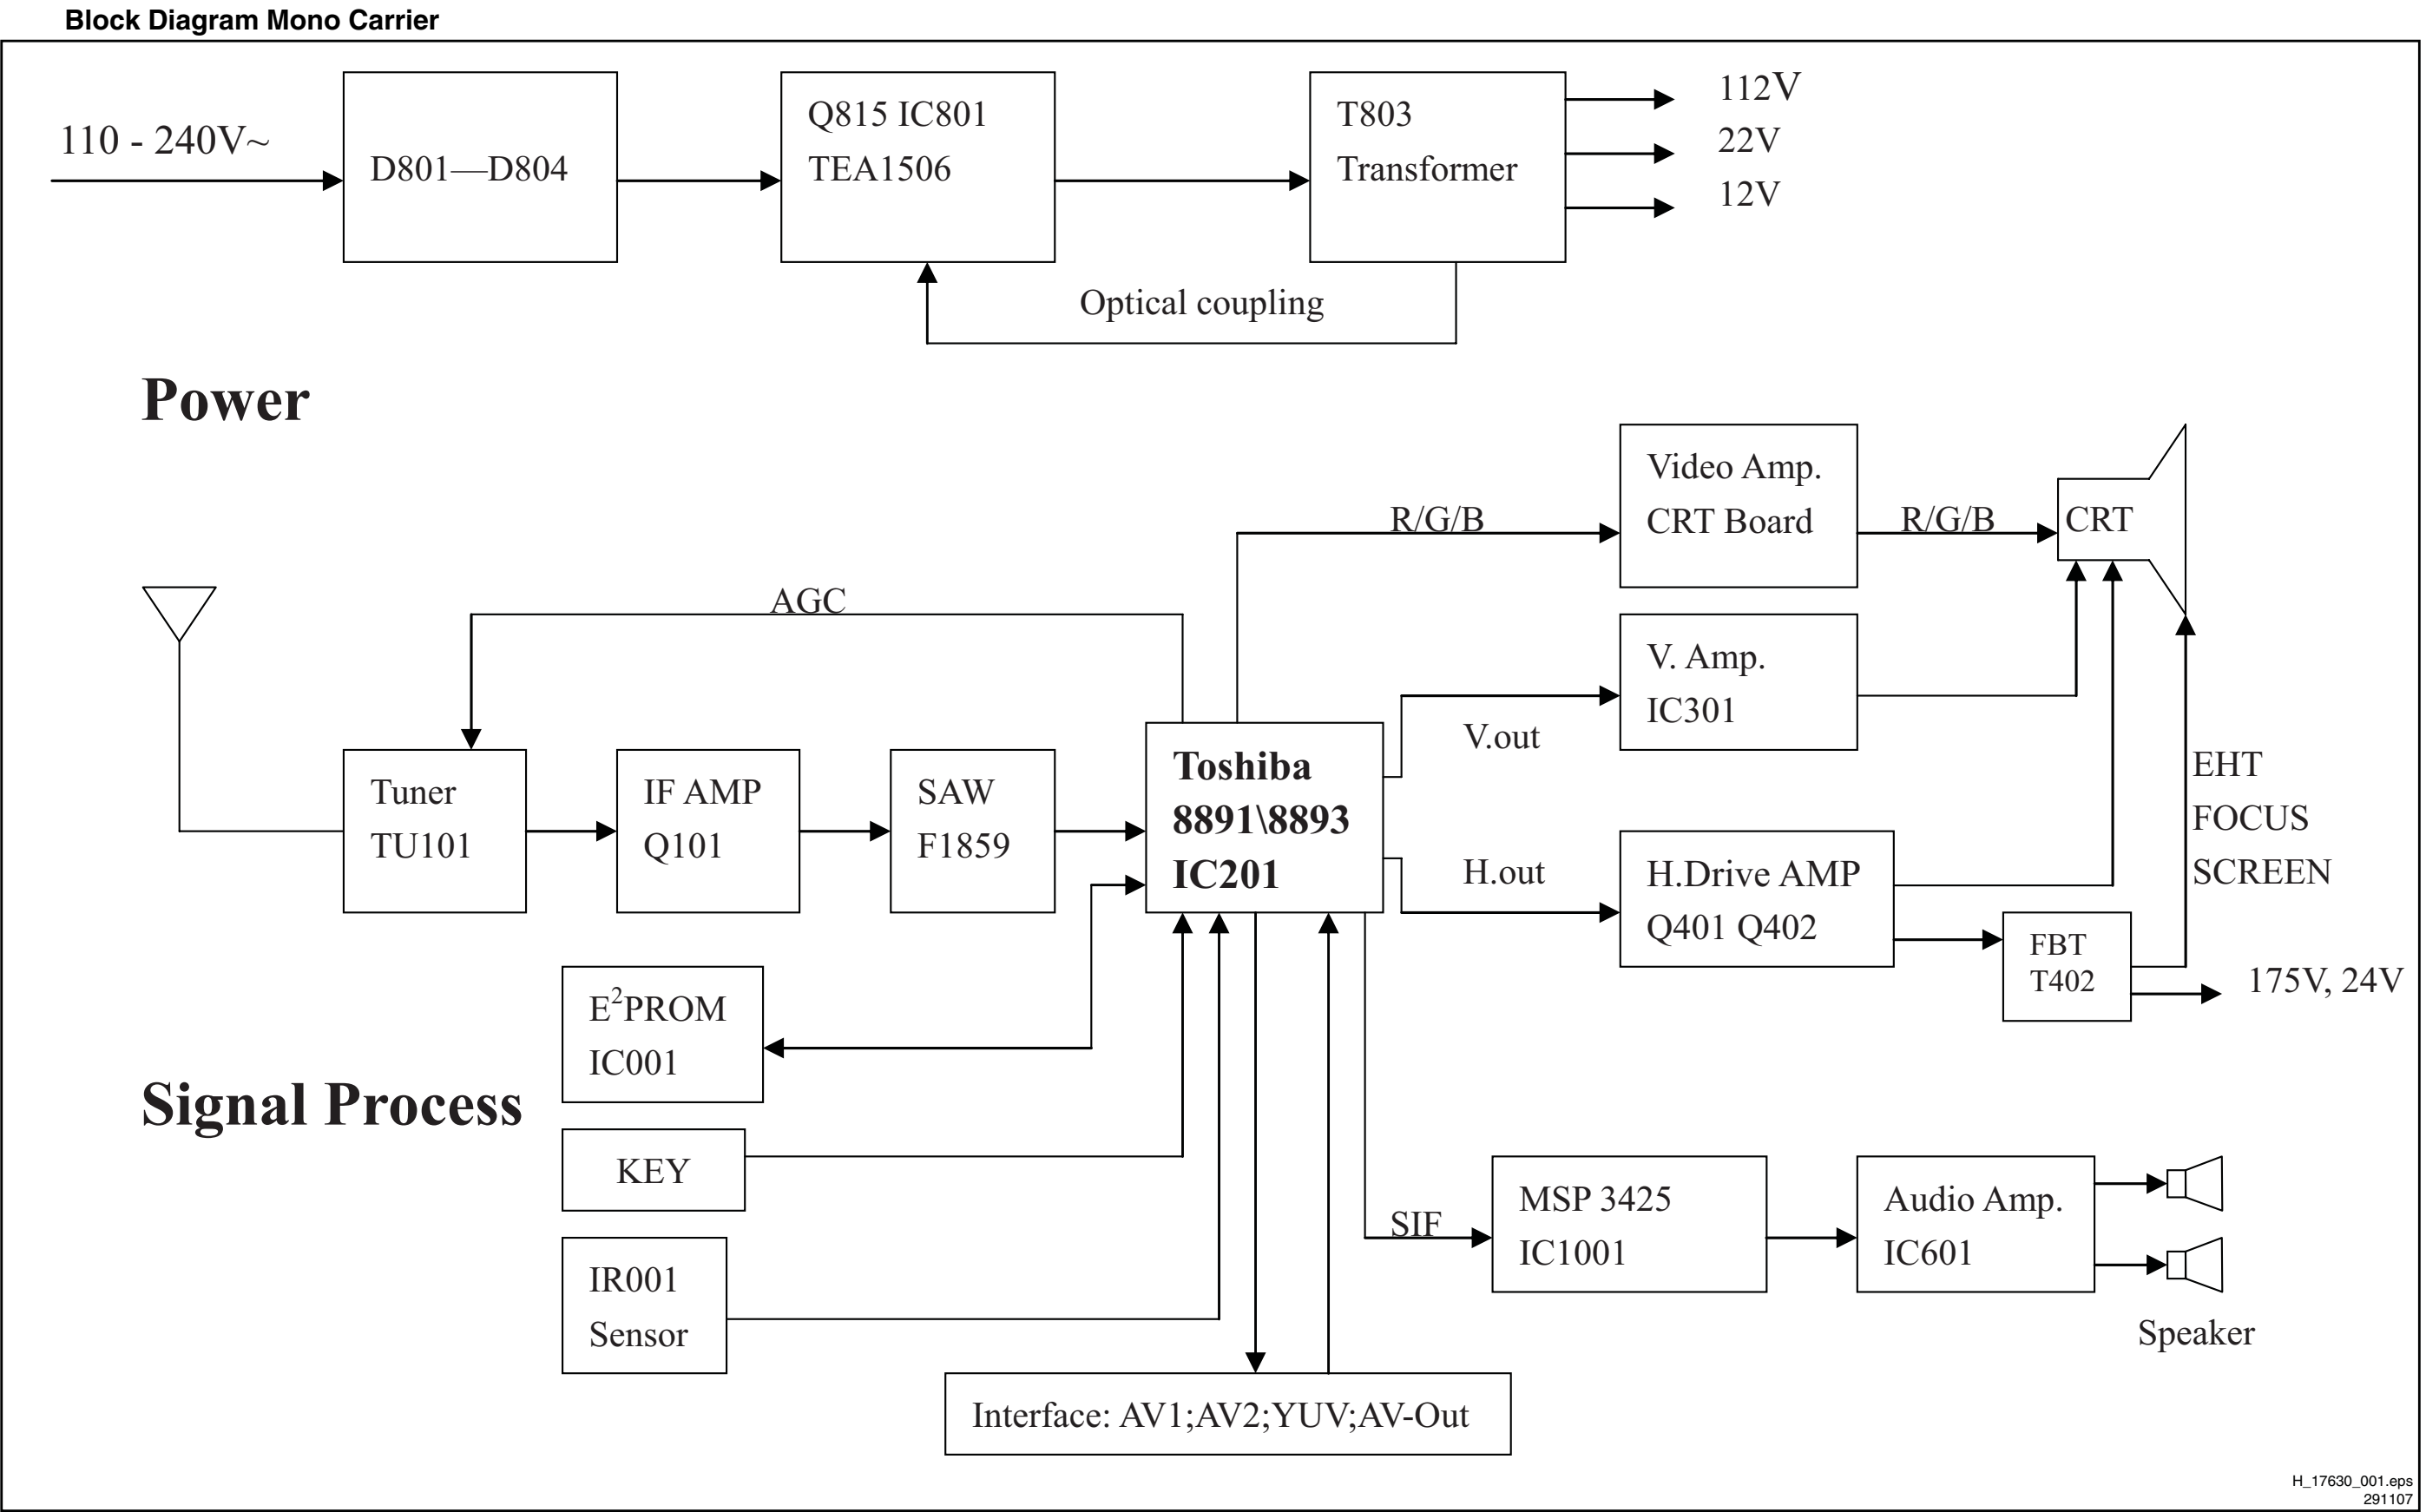 Block Diagram Mono Carrier
110 - 240V~
D801—D804
Q815 IC801
TEA1506
T803
Transformer
112V
22V
12V
Optical coupling
Power
Video Amp.
CRT Board
R/G/B
R/G/B
CRT
AGC
V. Amp.
IC301
V.out
Toshiba
8891\8893
IC201
Tuner
TU101
IF AMP
Q101
SAW
F1859
EHT
FOCUS
SCREEN
H.out
H.Drive AMP
Q401 Q402
FBT
T402
175V, 24V
E²PROM
IC001
Signal Process
KEY
IR001
Sensor
SIF
MSP 3425
IC1001
Audio Amp.
IC601
Speaker
Interface: AV1;AV2;YUV;AV-Out
H_17630_001.eps
291107